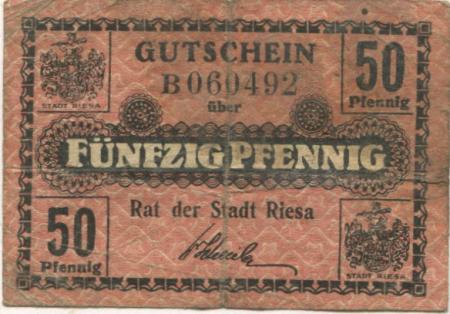 GUTSCHEIN
B060492
über
50
Pfennig
STADT RIESA
FÜNFZIG PFENNIG
Rat der Stadt Riesa
50
Pfennig
STADT RIESA